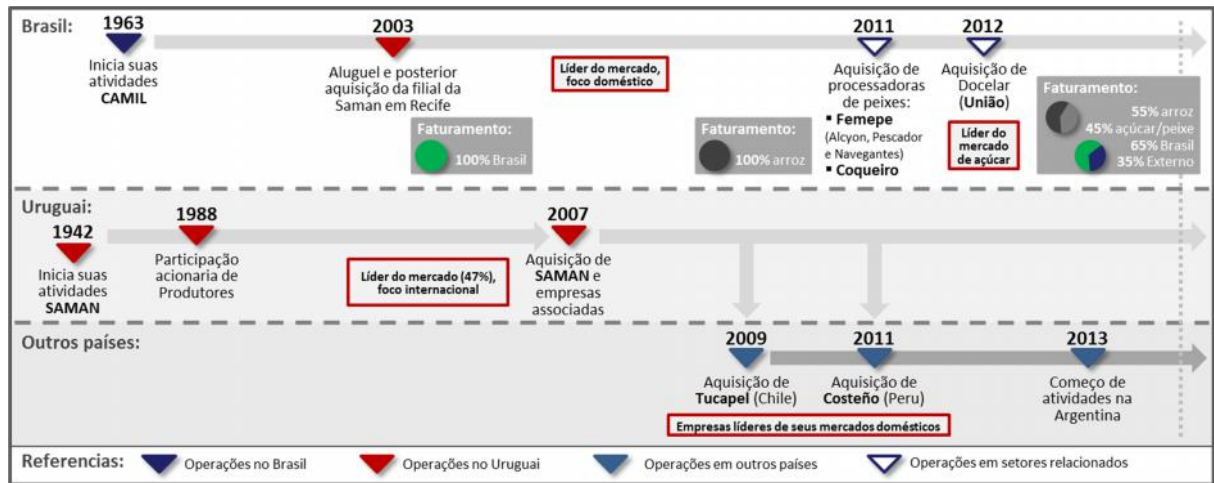 Brasil:
1963
Inicia suas
atividades
CAMIL
2003
Aluguel e posterior
aquisição da filial da
Saman em Recife
Faturamento:
100% Brasil
Líder do mercado,
foco doméstico
Faturamento:
100% arroz
2011
Aquisição de
processadoras
de peixes:
▪ Femepe
(Alcyon, Pescador
e Navegantes)
▪ Coqueiro
2012
Aquisição de
Docelar
(União)
Líder do
mercado
de açúcar
Faturamento:
55% arroz
45% açúcar/peixe
65% Brasil
35% Externo
Uruguai:
1942
Inicia suas
atividades
SAMAN
1988
Participação
acionaria de
Produtores
Líder do mercado (47%),
foco internacional
2007
Aquisição de
SAMAN e
empresas
associadas
Outros países:
2009
Aquisição de
Tucapel (Chile)
2011
Aquisição de
Costeño (Peru)
Empresas líderes de seus mercados domésticos
2013
Começo de
atividades na
Argentina
Referencias:
Operações no Brasil
Operações no Uruguai
Operações em outros países
Operações em setores relacionados